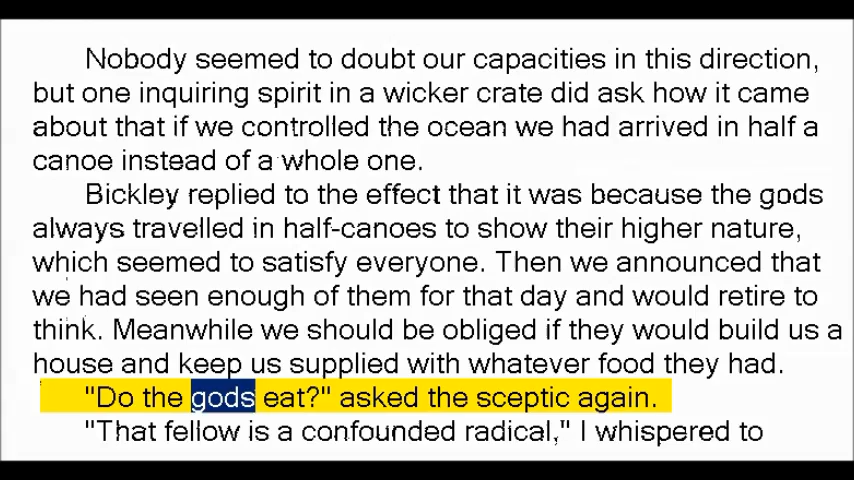 Nobody seemed to doubt our capacities in this direction,
but one inquiring spirit in a wicker crate did ask how it came
about that if we controlled the ocean we had arrived in half a
canoe instead of a whole one.
Bickley replied to the effect that it was because the gods
always travelled in half-canoes to show their higher nature,
which seemed to satisfy everyone. Then we announced that
we had seen enough of them for that day and would retire to
think. Meanwhile we should be obliged if they would build us a
house and keep us supplied with whatever food they had.
"Do the gods eat?" asked the sceptic again.
"That fellow is a confounded radical," I whispered to